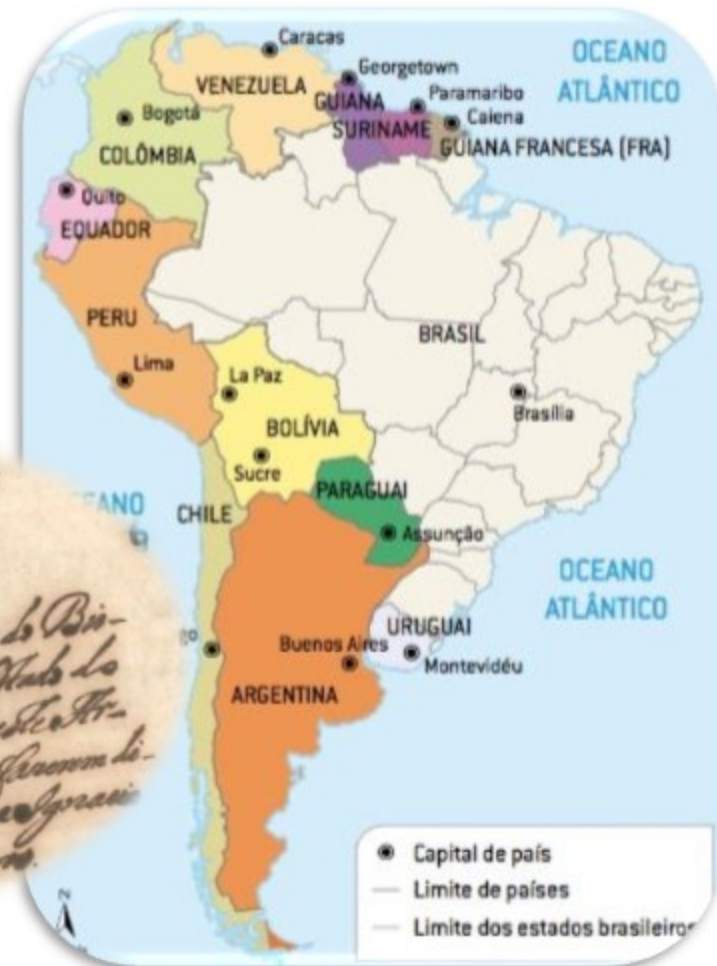 Caracas
OCEANO
ATLÂNTICO
VENEZUELA
Georgetown
GUIANA
Paramaribo
Bogotá
Caiena
SURINAME
GUIANA FRANCESA (FRA)
COLÔMBIA
Quito
EQUADOR
PERU
BRASIL
Lima
La Paz
Brasília
BOLÍVIA
Sucre
PARAGUAI
CHILE
Assunção
OCEANO
ATLÂNTICO
URUGUAI
Buenos Aires
Montevidéu
ARGENTINA
Capital de país
Limite de países
Limite dos estados brasileiros